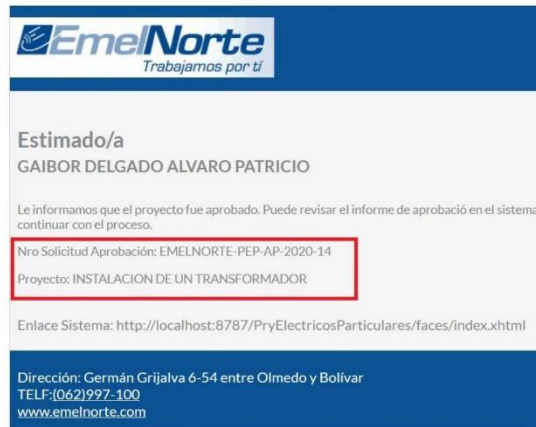 EmelNorte
Trabajamos por tí
Estimado/a
GAIBOR DELGADO ALVARO PATRICIO
Le informamos que el proyecto fue aprobado. Puede revisar el informe de aprobació en el sistema
continuar con el proceso.
Nro Solicitud Aprobación: EMELNORTE-PEP-AP-2020-14
Proyecto: INSTALACION DE UN TRANSFORMADOR
Enlace Sistema: http://localhost:8787/PryElectricosParticulares/faces/index.xhtml
Dirección: Germán Grijalva 6-54 entre Olmedo y Bolívar
TELF:(062)997-100
www.emelnorte.com